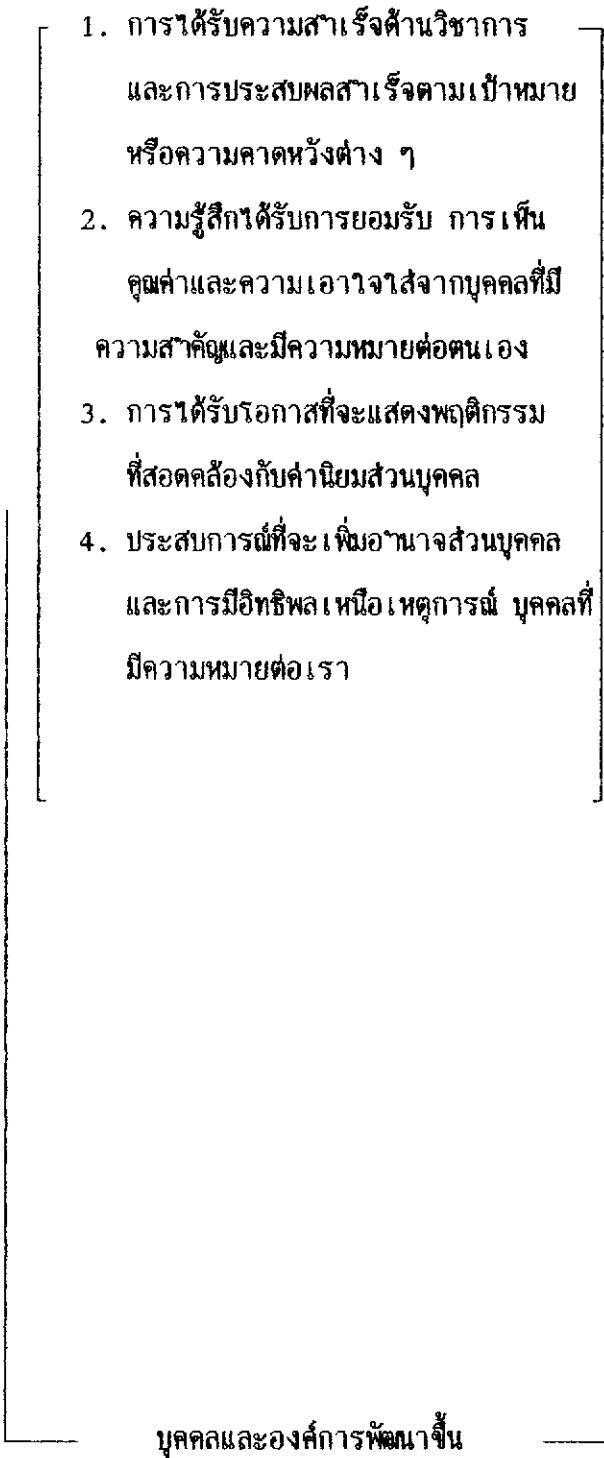 1. การได้รับความสำเร็จด้านวิชาการ
และการประสบผลสำเร็จตามเป้าหมาย
หรือความคาดหวังต่าง ๆ
2. ความรู้สึกได้รับการยอมรับ การเห็น
คุณค่าและความเอาใจใส่จากบุคคลที่มี
ความสำคัญและมีความหมายต่อตนเอง
3. การได้รับโอกาสที่จะแสดงพฤติกรรม
ที่สอดคล้องกับค่านิยมส่วนบุคคล
4. ประสบการณ์ที่จะเพิ่มอำนาจส่วนบุคคล
และการมีอิทธิพลเหนือเหตุการณ์ บุคคลที่
มีความหมายต่อเรา
บุคคลและองค์การพัฒนาขึ้น